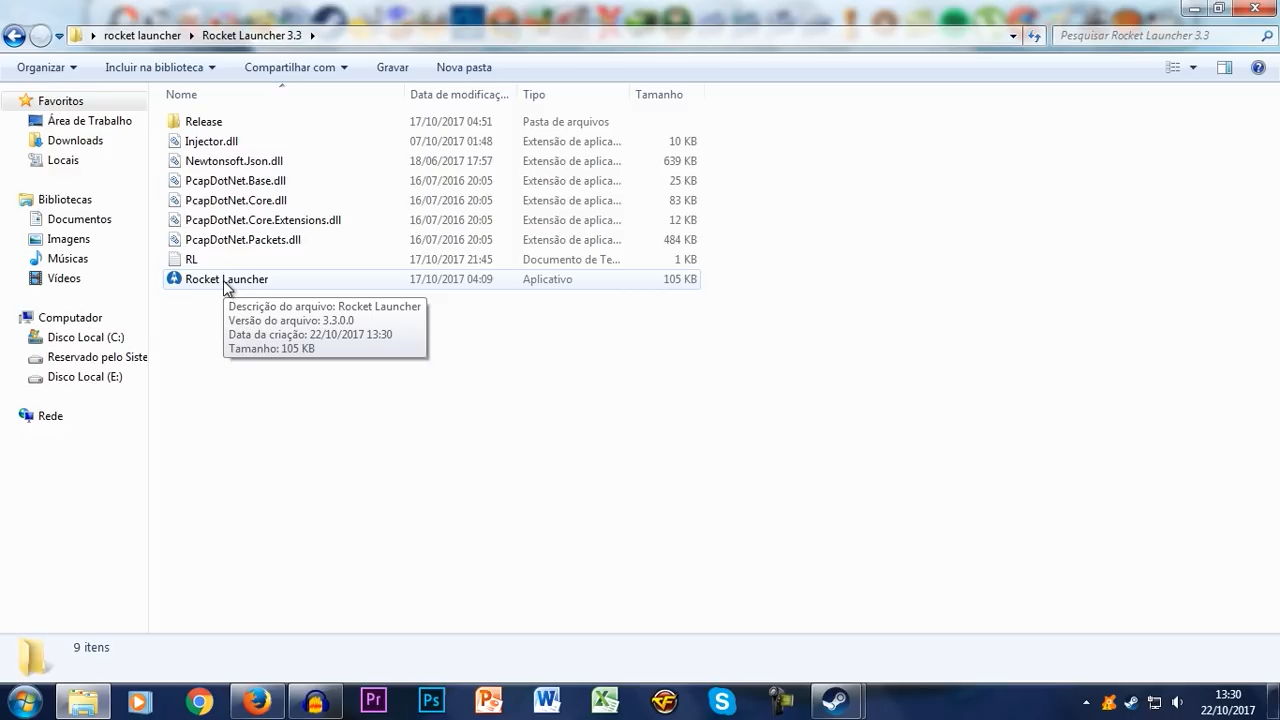 rocket launcher Rocket Launcher 3.3 Pesquisar Rocket Launcher 3.3
Organizar Incluir na biblioteca Compartilhar com Gravar Nova pasta
Favoritos
Área de Trabalho
Downloads
Locais
Bibliotecas
Documentos
Imagens
Músicas
Vídeos
Computador
Disco Local (C:)
Reservado pelo Siste
Disco Local (E:)
Rede
Nome Data de modificaç... Tipo Tamanho
Release 17/10/2017 04:51 Pasta de arquivos
Injector.dll 07/10/2017 01:48 Extensão de aplica... 10 KB
Newtonsoft.Json.dll 18/06/2017 17:57 Extensão de aplica... 639 KB
PcapDotNet.Base.dll 16/07/2016 20:05 Extensão de aplica... 25 KB
PcapDotNet.Core.dll 16/07/2016 20:05 Extensão de aplica... 83 KB
PcapDotNet.Core.Extensions.dll 16/07/2016 20:05 Extensão de aplica... 12 KB
PcapDotNet.Packets.dll 16/07/2016 20:05 Extensão de aplica... 484 KB
RL 17/10/2017 21:45 Documento de Te... 1 KB
Rocket Launcher 17/10/2017 04:09 Aplicativo 105 KB
Descrição do arquivo: Rocket Launcher
Versão do arquivo: 3.3.0.0
Data da criação: 22/10/2017 13:30
Tamanho: 105 KB
9 itens
Pr Ps
13:30
22/10/2017